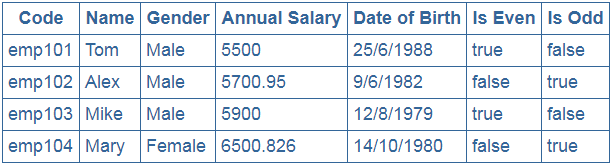 Code Name Gender Annual Salary Date of Birth Is Even Is Odd
emp101 Tom Male 5500 25/6/1988 true false
emp102 Alex Male 5700.95 9/6/1982 false true
emp103 Mike Male 5900 12/8/1979 true false
emp104 Mary Female 6500.826 14/10/1980 false true